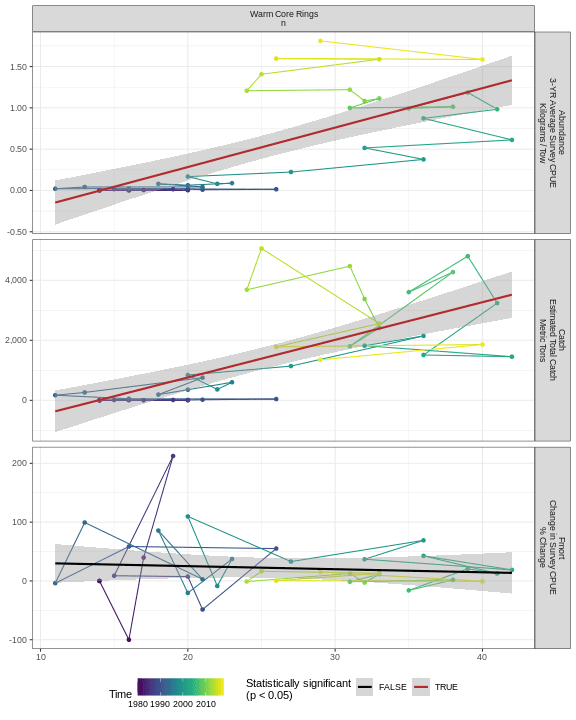 Warm Core Rings
n
1.50
1.00
0.50
0.00
-0.50
Abundance
3-YR Average Survey CPUE
Kilograms / Tow
4,000
2,000
0
Catch
Estimated Total Catch
Metric Tons
200
100
0
-100
Fmort
Change in Survey CPUE
% Change
10 20 30 40
Time
1980 1990 2000 2010
Statistically significant
(p < 0.05)
FALSE
TRUE